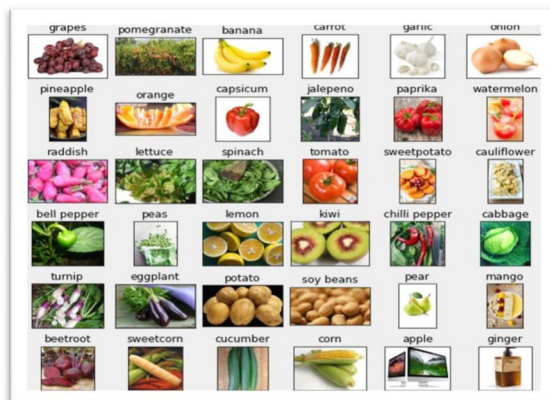 grapes pomegranate banana carrot garlic onion
pineapple orange capsicum jalepeno paprika watermelon
raddish lettuce spinach tomato sweetpotato cauliflower
bell pepper peas lemon kiwi chilli pepper cabbage
turnip eggplant potato soy beans pear mango
beetroot sweetcorn cucumber corn apple ginger